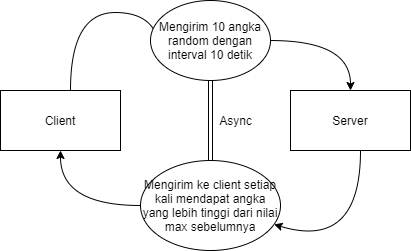 Mengirim 10 angka
random dengan
interval 10 detik
Client
Async
Server
Mengirim ke client setiap
kali mendapat angka
yang lebih tinggi dari nilai
max sebelumnya